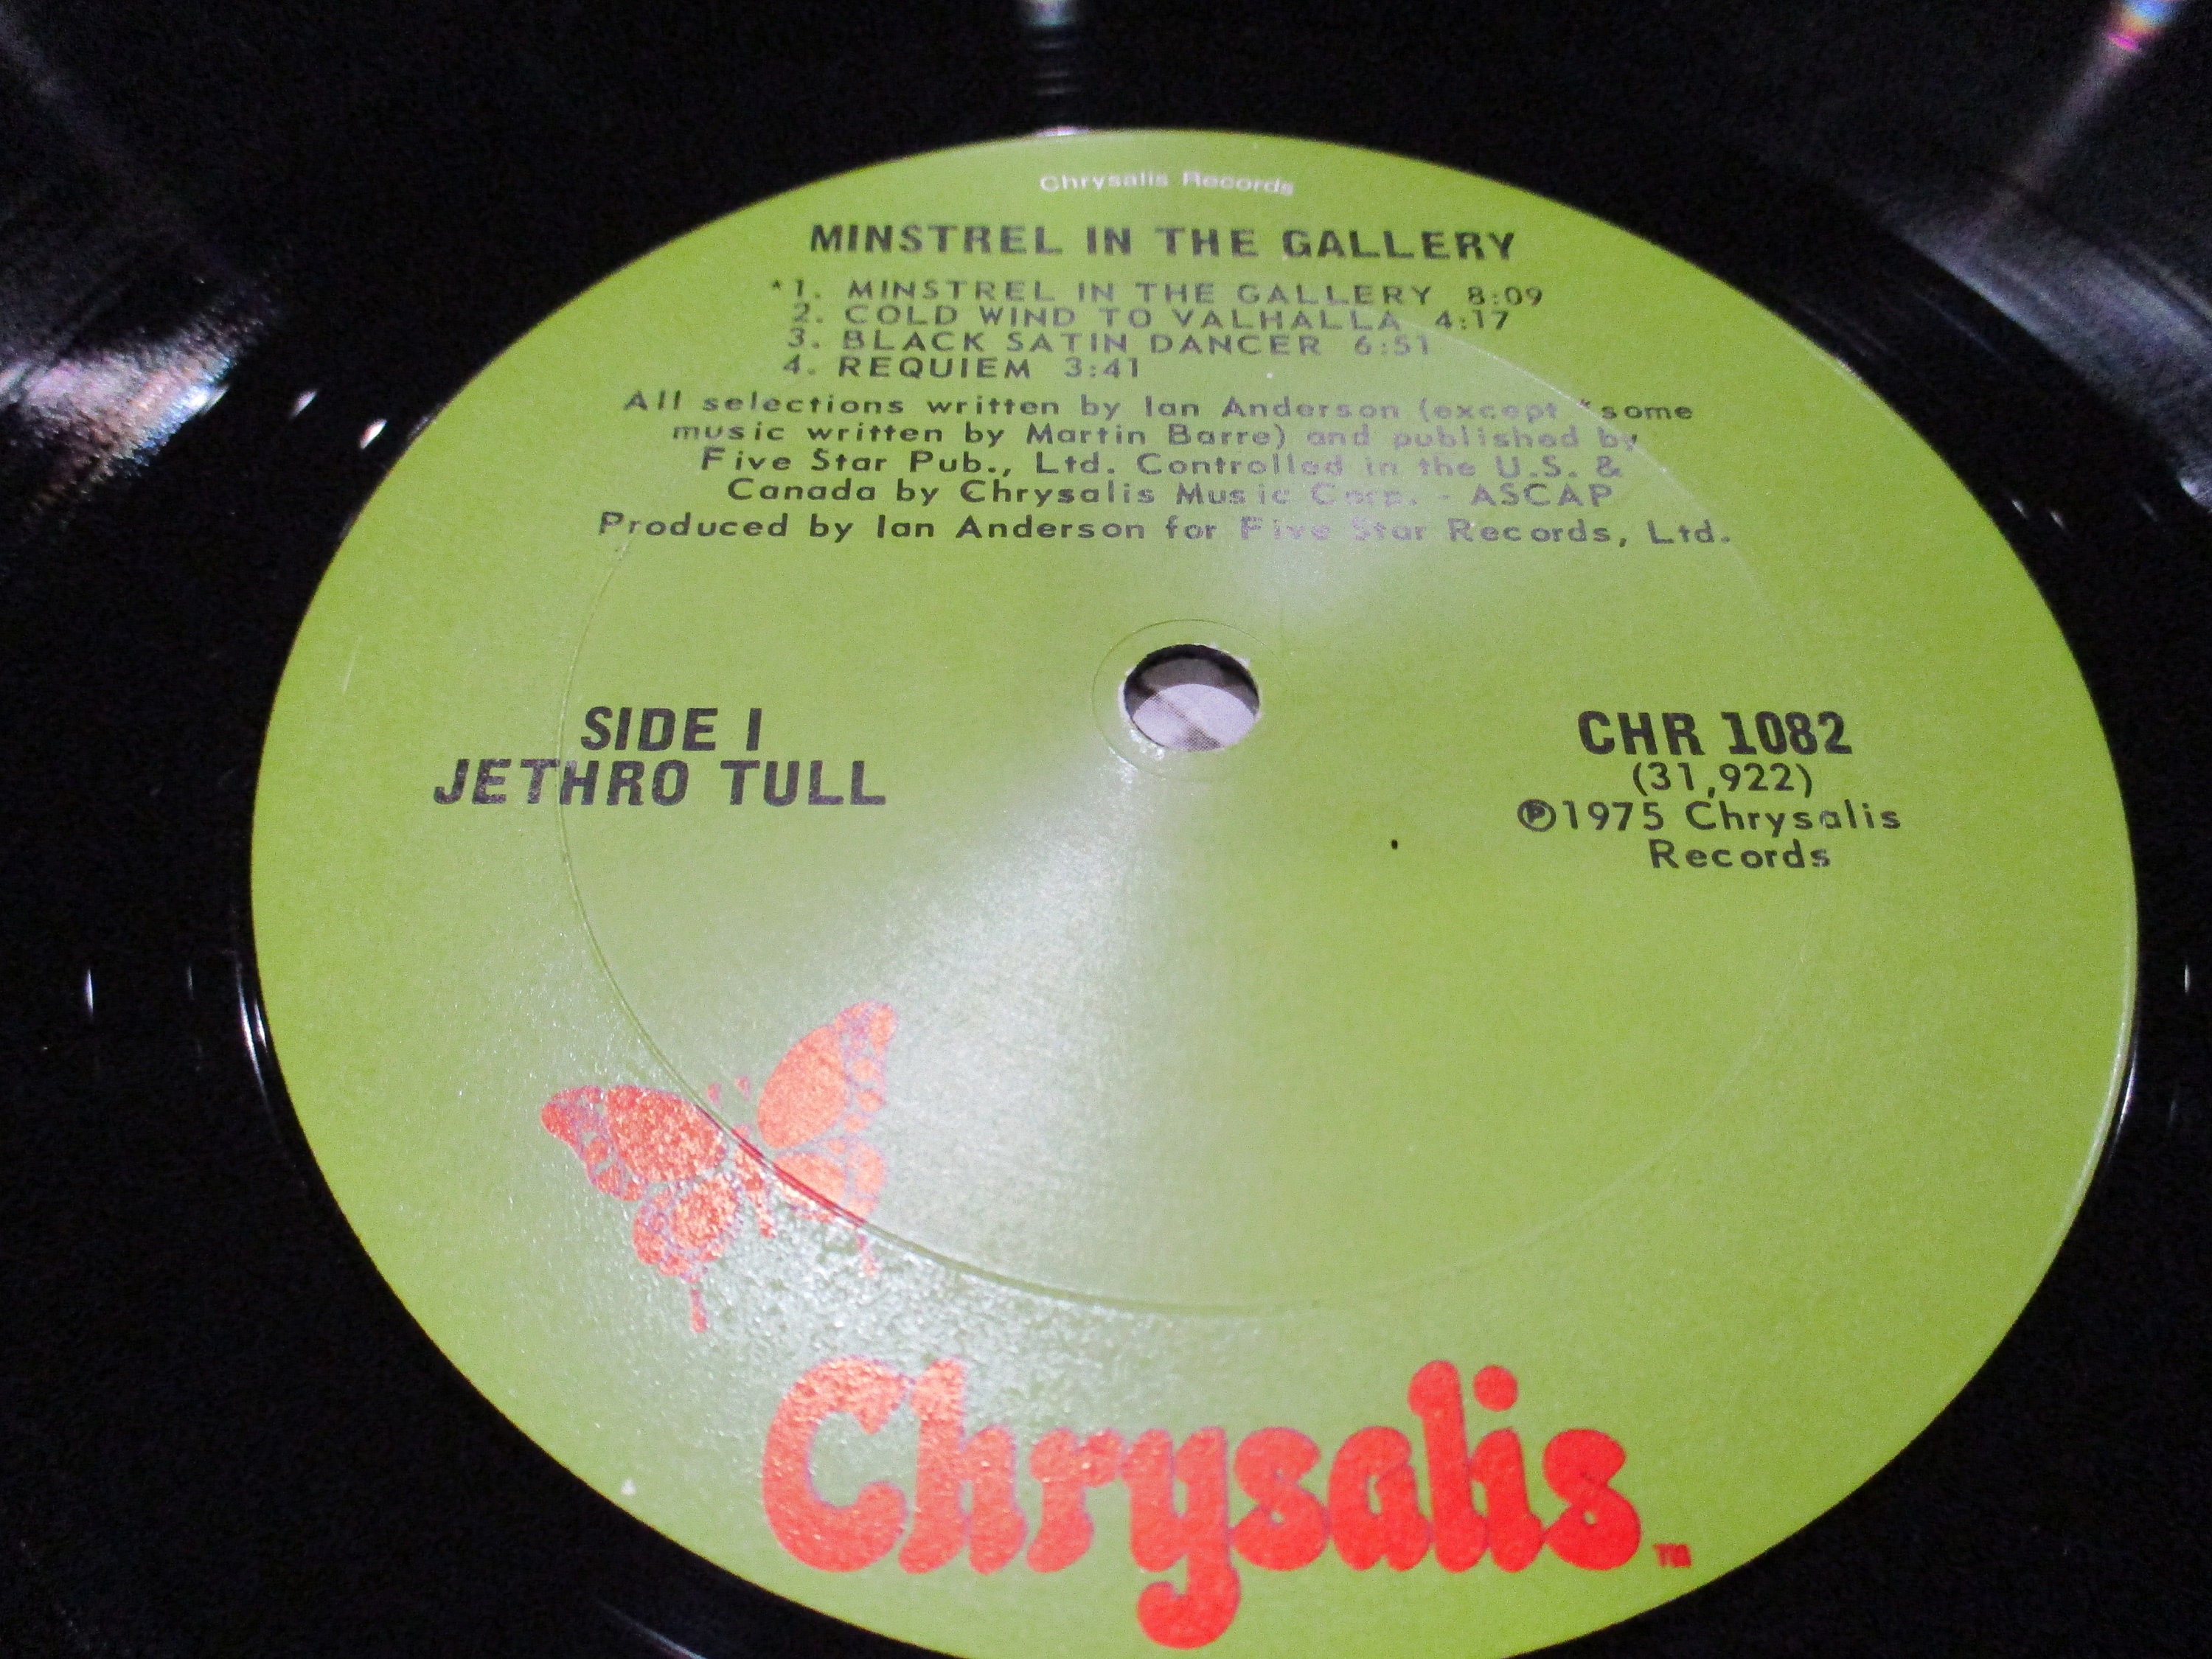 Chrysalis Records
MINSTREL IN THE GALLERY
*1. MINSTREL IN THE GALLERY 8:09
2. COLD WIND TO VALHALLA 4:17
3. BLACK SATIN DANCER 6:51
4. REQUIEM 3:41
All selections written by Ian Anderson (except *some
music written by Martin Barre) and published by
Five Star Pub., Ltd. Controlled in the U.S. &
Canada by Chrysalis Music Corp. - ASCAP
Produced by Ian Anderson for Five Star Records, Ltd.
SIDE I
JETHRO TULL
CHR 1082
(31,922)
℗1975 Chrysalis
Records
Chrysalis™